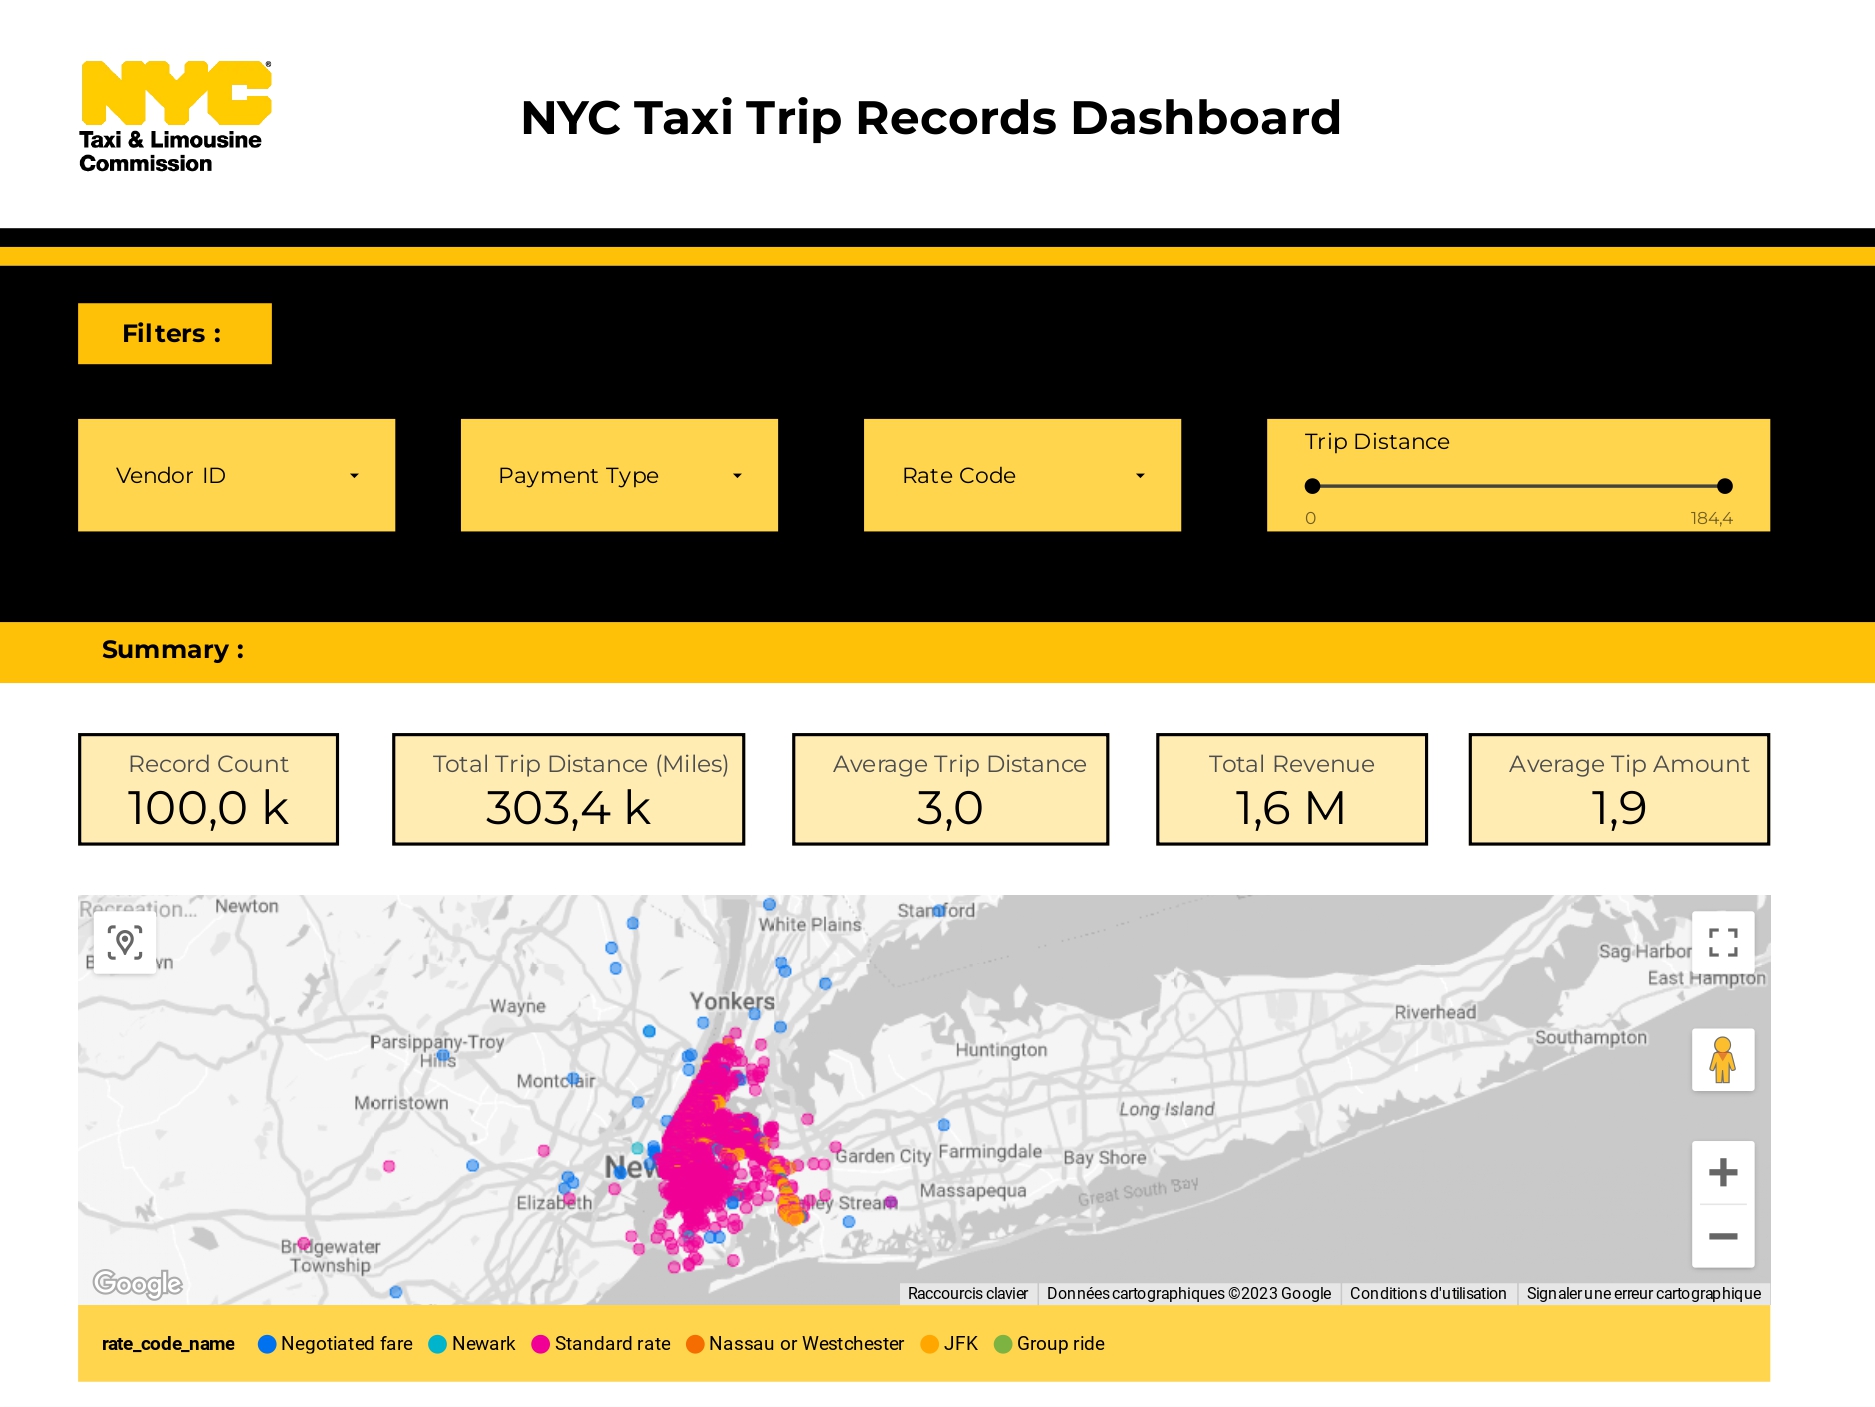 NYC®
Taxi & Limousine
Commission
NYC Taxi Trip Records Dashboard
Filters :
Vendor ID
Payment Type
Rate Code
Trip Distance
0
184,4
Summary :
Record Count
100,0 k
Total Trip Distance (Miles)
303,4 k
Average Trip Distance
3,0
Total Revenue
1,6 M
Average Tip Amount
1,9
Recreation...
Newton
White Plains
Stamford
Sag Harbor
East Hampton
Wayne
Yonkers
Riverhead
Parsippany-Troy
Hills
Huntington
Southampton
Montclair
Morristown
Long Island
Garden City
Farmingdale
Bay Shore
New
Massapequa
Great South Bay
Elizabeth
Stream
Bridgewater
Township
Google
Raccourcis clavier
Données cartographiques ©2023 Google
Conditions d'utilisation
Signaler une erreur cartographique
rate_code_name
Negotiated fare
Newark
Standard rate
Nassau or Westchester
JFK
Group ride